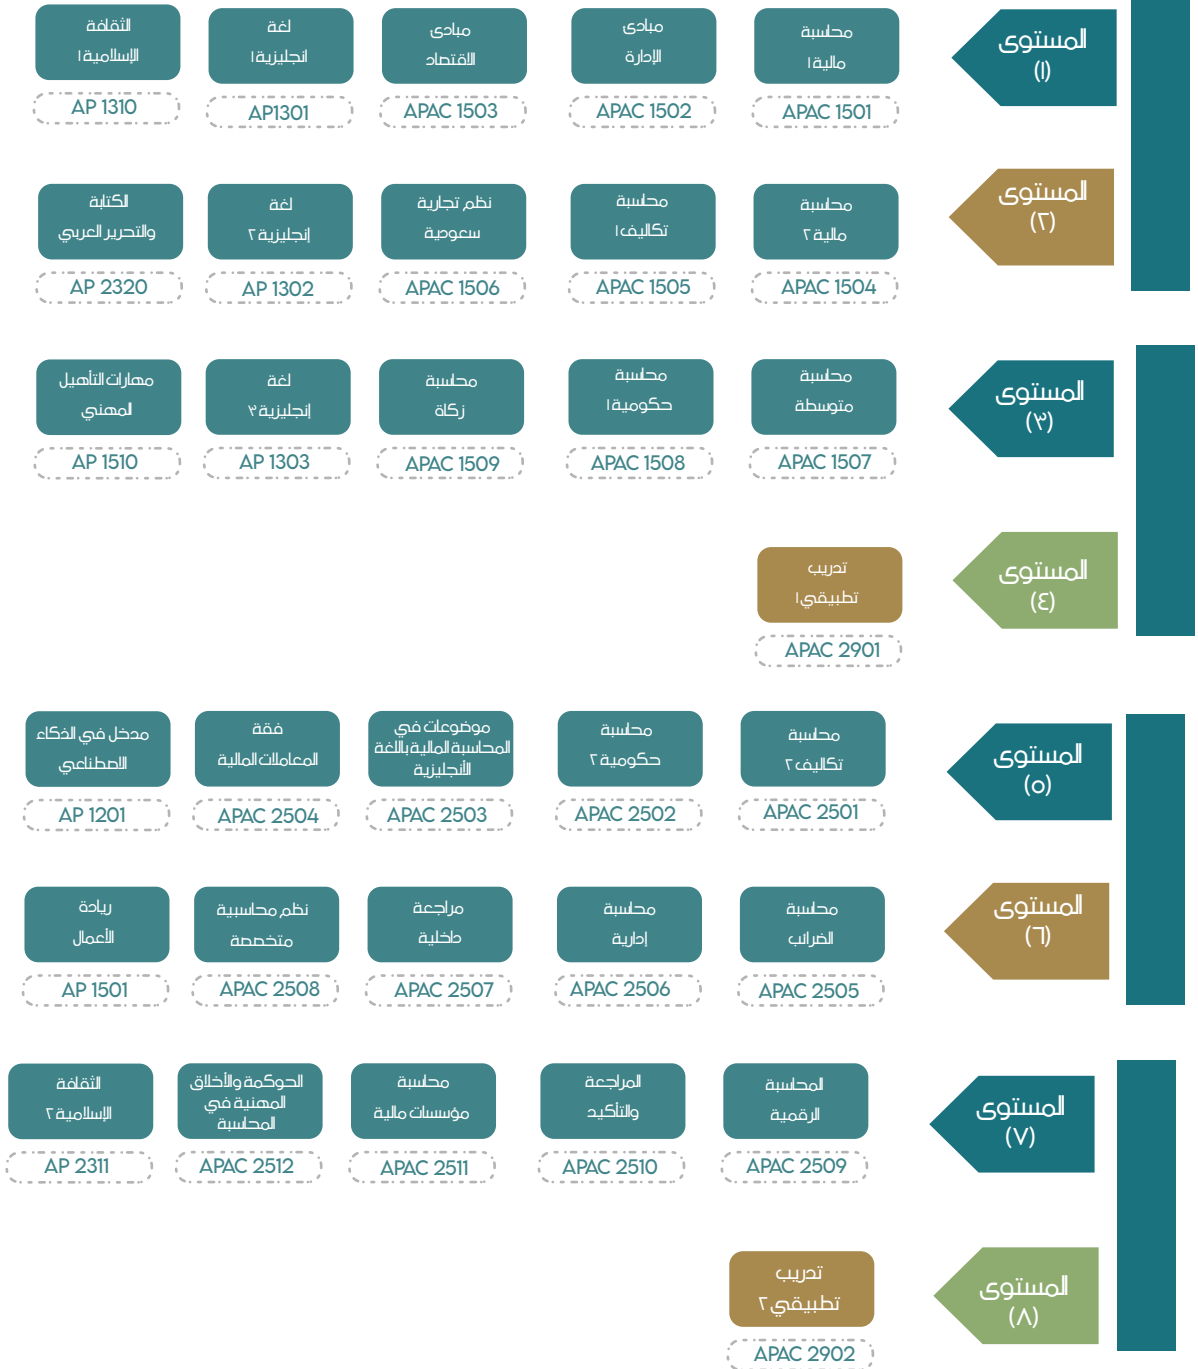 المستوى
(١)
محاسبة
مالية ١
APAC 1501
مبادئ
الإدارة
APAC 1502
مبادئ
الاقتصاد
APAC 1503
لغة
انجليزية ١
AP1301
الثقافة
الإسلامية ١
AP 1310
المستوى
(٢)
محاسبة
مالية ٢
APAC 1504
محاسبة
تكاليف ١
APAC 1505
نظم تجارية
سعودية
APAC 1506
لغة
إنجليزية ٢
AP 1302
الكتابة
والتحرير العربي
AP 2320
المستوى
(٣)
محاسبة
متوسطة
APAC 1507
محاسبة
حكومية ١
APAC 1508
محاسبة
زكاة
APAC 1509
لغة
إنجليزية ٣
AP 1303
مهارات التأهيل
المهني
AP 1510
المستوى
(٤)
تدريب
تطبيقي ١
APAC 2901
المستوى
(٥)
محاسبة
تكاليف ٢
APAC 2501
محاسبة
حكومية ٢
APAC 2502
موضوعات في
المحاسبة المالية باللغة
الأنجليزية
APAC 2503
فقة
المعاملات المالية
APAC 2504
مدخل في الذكاء
الاصطناعي
AP 1201
المستوى
(٦)
محاسبة
الضرائب
APAC 2505
محاسبة
إدارية
APAC 2506
مراجعة
داخلية
APAC 2507
نظم محاسبية
متخصصة
APAC 2508
ريادة
الأعمال
AP 1501
المستوى
(٧)
المحاسبة
الرقمية
APAC 2509
المراجعة
والتأكيد
APAC 2510
محاسبة
مؤسسات مالية
APAC 2511
الحوكمة والأخلاق
المهنية في
المحاسبة
APAC 2512
الثقافة
الإسلامية ٢
AP 2311
المستوى
(٨)
تدريب
تطبيقي ٢
APAC 2902